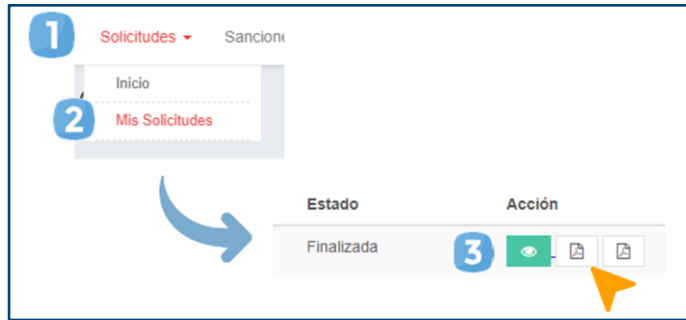 1 Solicitudes Sancione
Inicio
2 Mis Solicitudes
Estado Acción
Finalizada 3